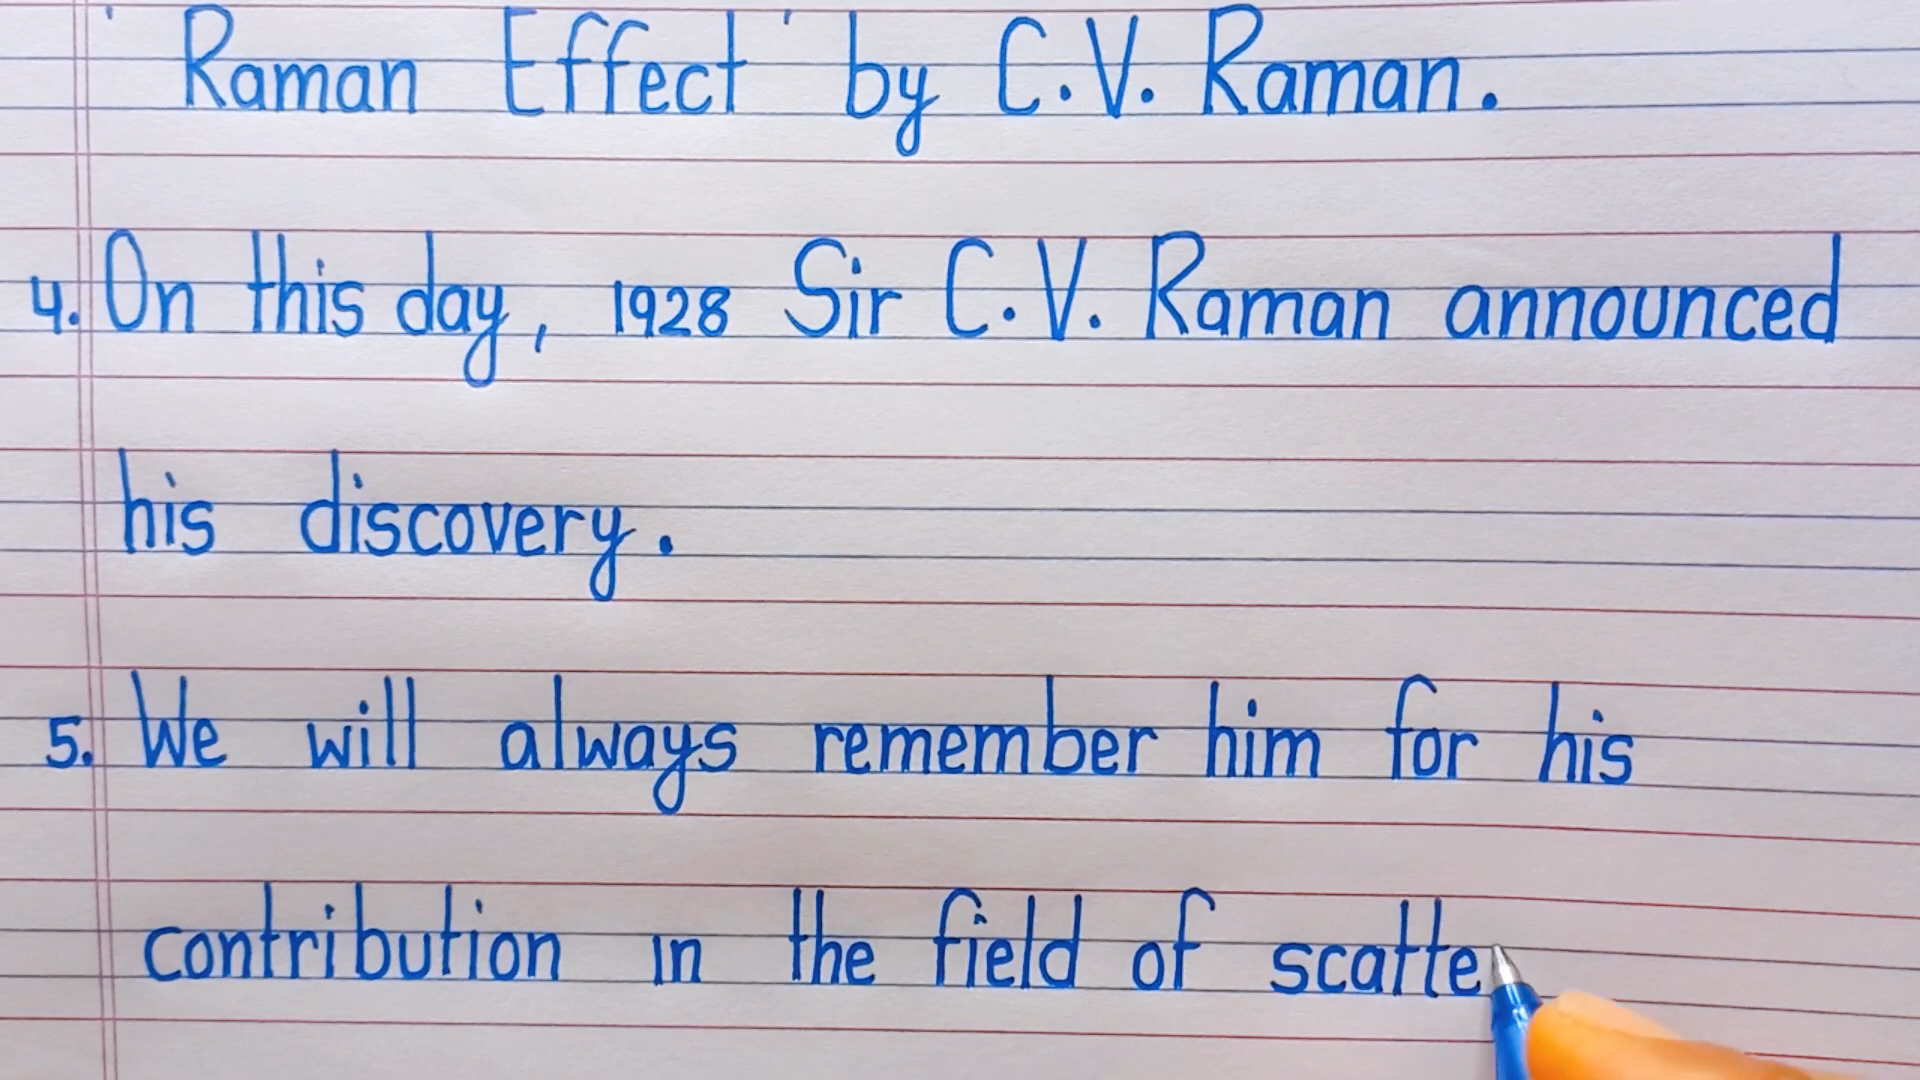 'Raman Effect' by C.V. Raman.
4. On this day, 1928 Sir C.V. Raman announced
his discovery.
5. We will always remember him for his
contribution in the field of scatte